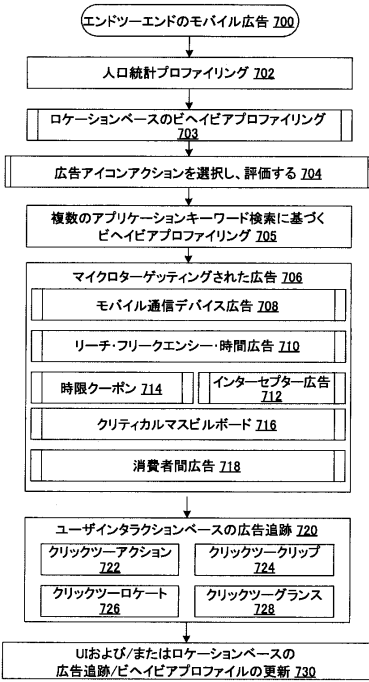 エンドツーエンドのモバイル広告 700
人口統計プロファイリング 702
ロケーションベースのビヘイビアプロファイリング
703
広告アイコンアクションを選択し、評価する 704
複数のアプリケーションキーワード検索に基づく
ビヘイビアプロファイリング 705
マイクロターゲッティングされた広告 706
モバイル通信デバイス広告 708
リーチ・フリークエンシー・時間広告 710
時限クーポン 714
インターセプター広告
712
クリティカルマスビルボード 716
消費者間広告 718
ユーザインタラクションベースの広告追跡 720
クリックツーアクション
722
クリックツークリップ
724
クリックツーロケート
726
クリックツーグランス
728
UIおよび/またはロケーションベースの
広告追跡/ビヘイビアプロファイルの更新 730